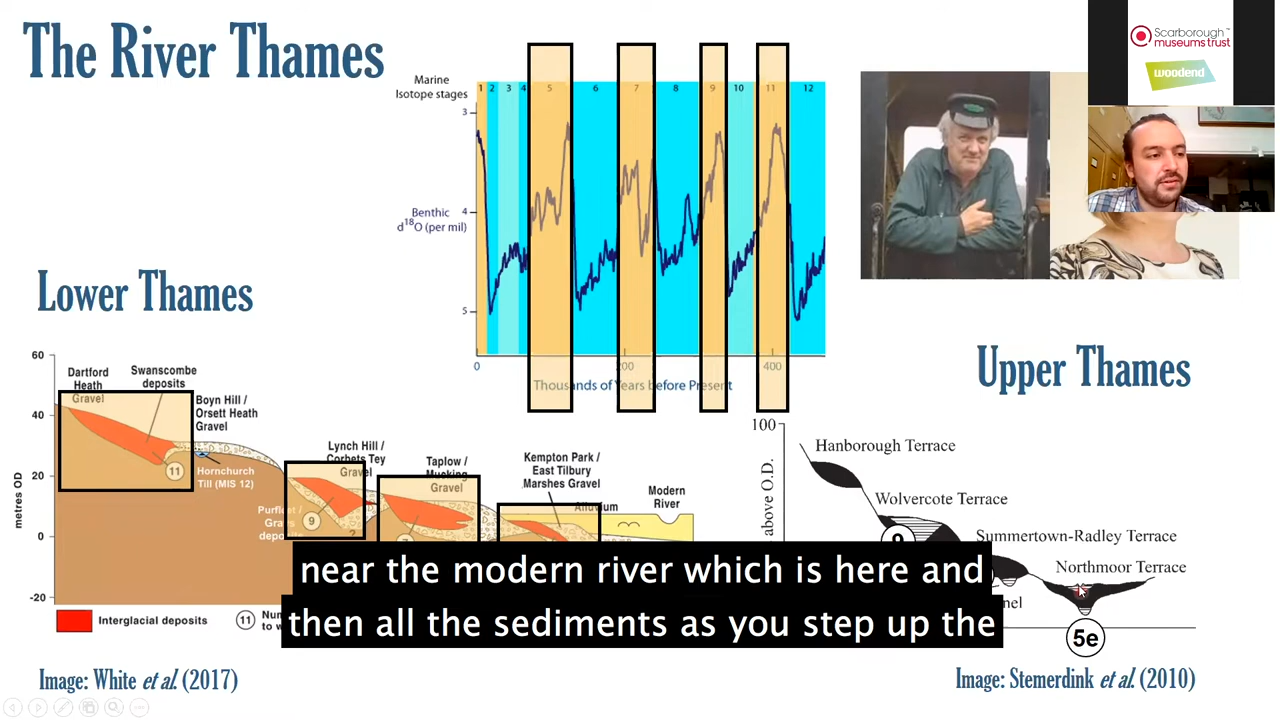 The River Thames
Marine
Isotope stages
1 2 3 4 5 6 7 8 9 10 11 12
3
Benthic
d18O (per mil)
4
5
0 200 400
Thousands of Years before Present
Scarborough™
museums trust
woodend
Lower Thames
60
40
20
0
-20
metres OD
Dartford
Heath
Gravel
Swanscombe
deposits
Boyn Hill /
Orsett Heath
Gravel
11
Hornchurch
Till (MIS 12)
Lynch Hill /
Corbets Tey
Gravel
Purfleet /
Grays
deposits
9
?
Taplow /
Mucking
Gravel
Kempton Park /
East Tilbury
Marshes Gravel
Alluvium
Modern
River
Interglacial deposits
11
to
Image: White et al. (2017)
Upper Thames
100
above O.D.
Hanborough Terrace
Wolvercote Terrace
9
Summertown-Radley Terrace
Northmoor Terrace
5e
Image: Stemerdink et al. (2010)
near the modern river which is here and
then all the sediments as you step up the